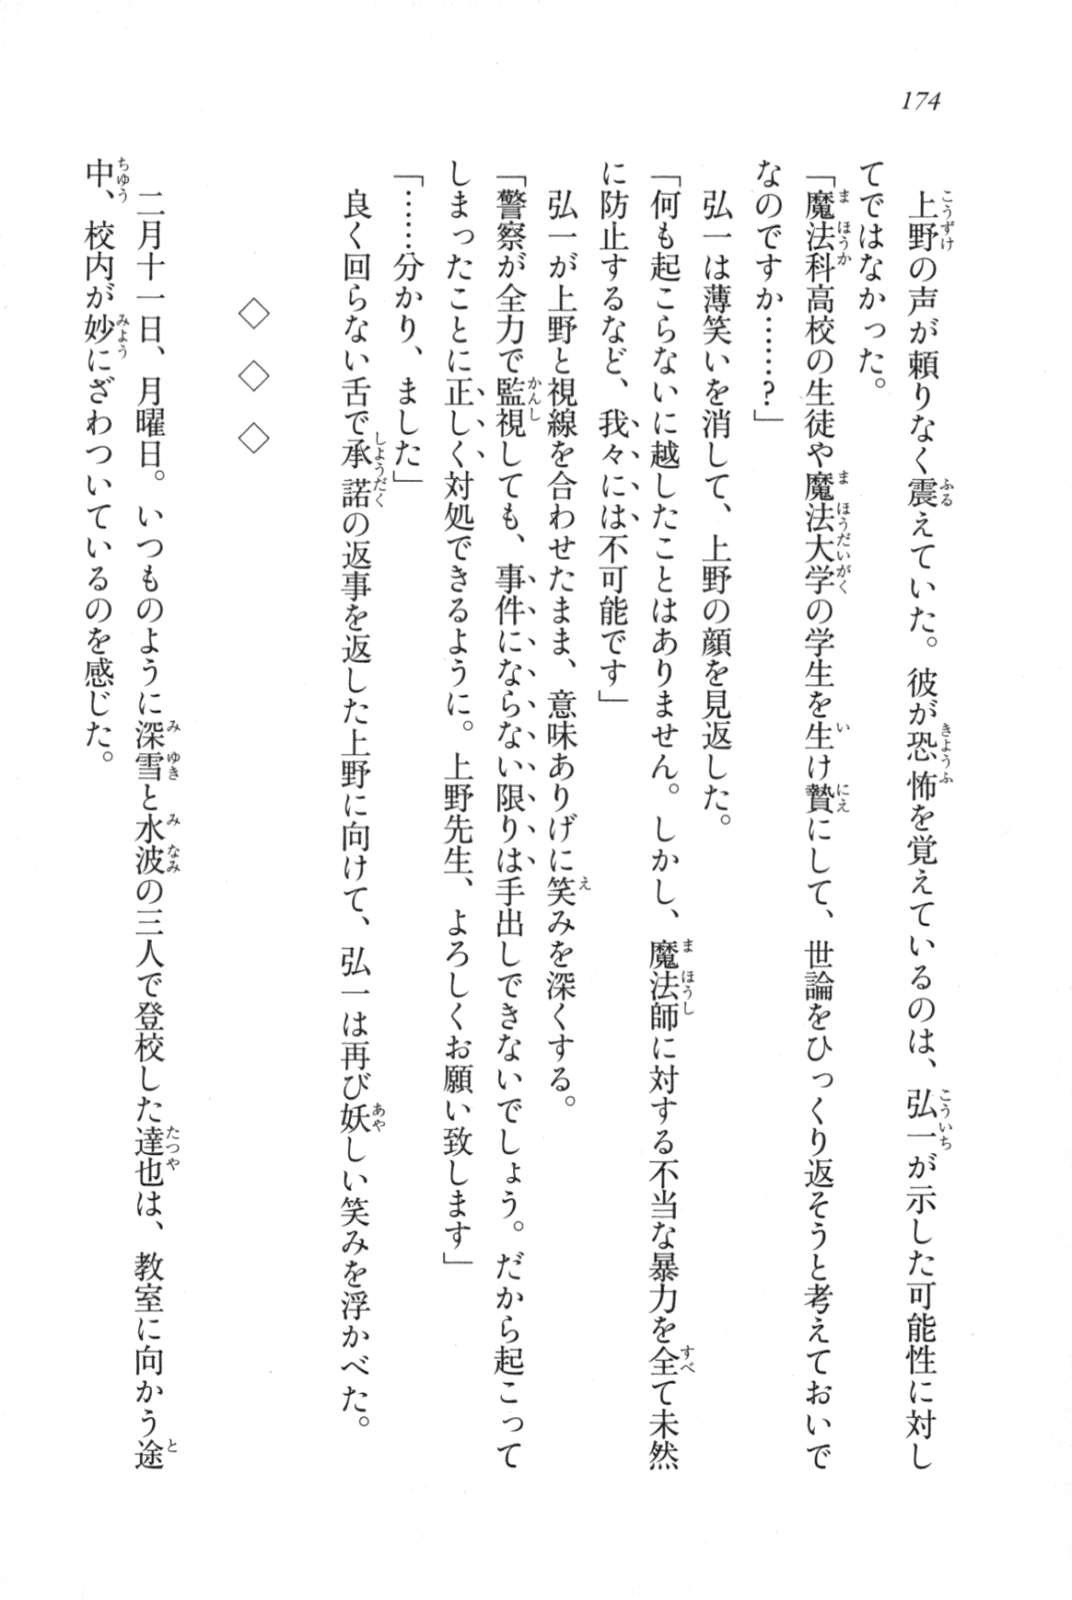 174
上野の声が頼りなく震えていた。彼が恐怖を覚えているのは、弘一が示した可能性に対し
てではなかった。
「魔法科高校の生徒や魔法大学の学生を生け贄にして、世論をひっくり返そうと考えておいで
なのですか……?」
弘一は薄笑いを消して、上野の顔を見返した。
「何も起こらないに越したことはありません。しかし、魔法師に対する不当な暴力を全て未然
に防止するなど、我々には不可能です」
弘一が上野と視線を合わせたまま、意味ありげに笑みを深くする。
「警察が全力で監視しても、事件にならない限りは手出しできないでしょう。だから起こって
しまったことに正しく対処できるように。上野先生、よろしくお願い致します」
「……分かり、ました」
良く回らない舌で承諾の返事を返した上野に向けて、弘一は再び妖しい笑みを浮かべた。
◇ ◇ ◇
二月十一日、月曜日。いつものように深雪と水波の三人で登校した達也は、教室に向かう途
中、校内が妙にざわついているのを感じた。